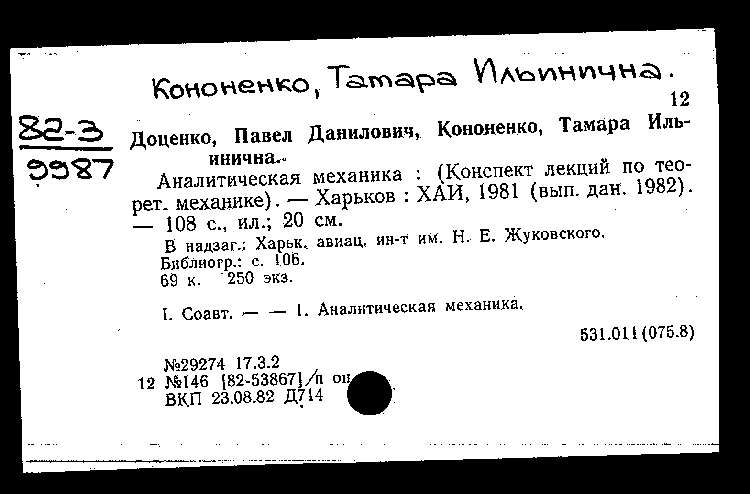 Кононенко, Тамара Ильинична.
12
82-3
9987
Доценко, Павел Данилович, Кононенко, Тамара Иль-
инична.
Аналитическая механика : (Конспект лекций по тео-
рет. механике). — Харьков : ХАИ, 1981 (вып. дан. 1982).
— 108 с., ил.; 20 см.
В надзаг.: Харьк. авиац. ин-т им. Н. Е. Жуковского.
Библиогр.: с. 106.
69 к. 250 экз.
I. Соавт. — — 1. Аналитическая механика.
531.011(075.8)
№29274 17.3.2
12 №146 [82-53867]/п оц
ВКП 23.08.82 Д714